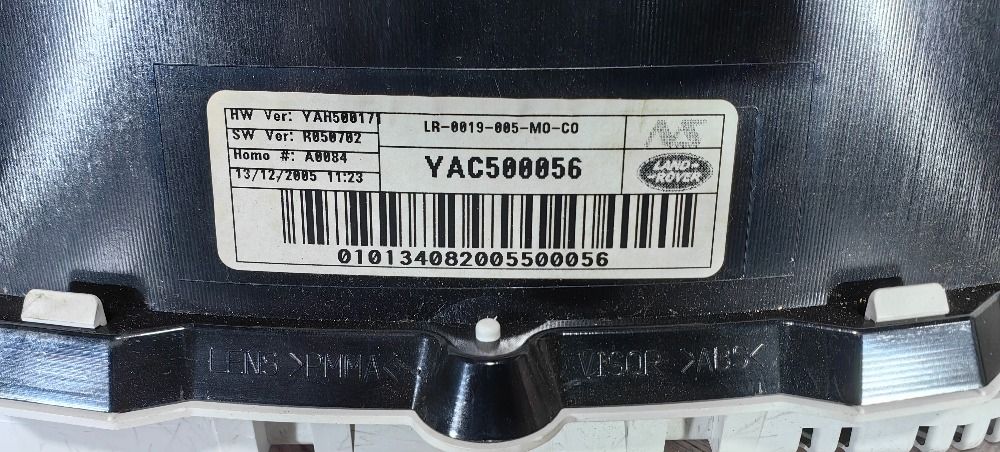 HW Ver: YAH500171
SW Ver: R050702
Homo #: A0084
13/12/2005 11:23
LR-0019-005-MO-CO
YAC500056
LAND ROVER
010134082005500056
LENS >PMMA<
VISOR >ABS<